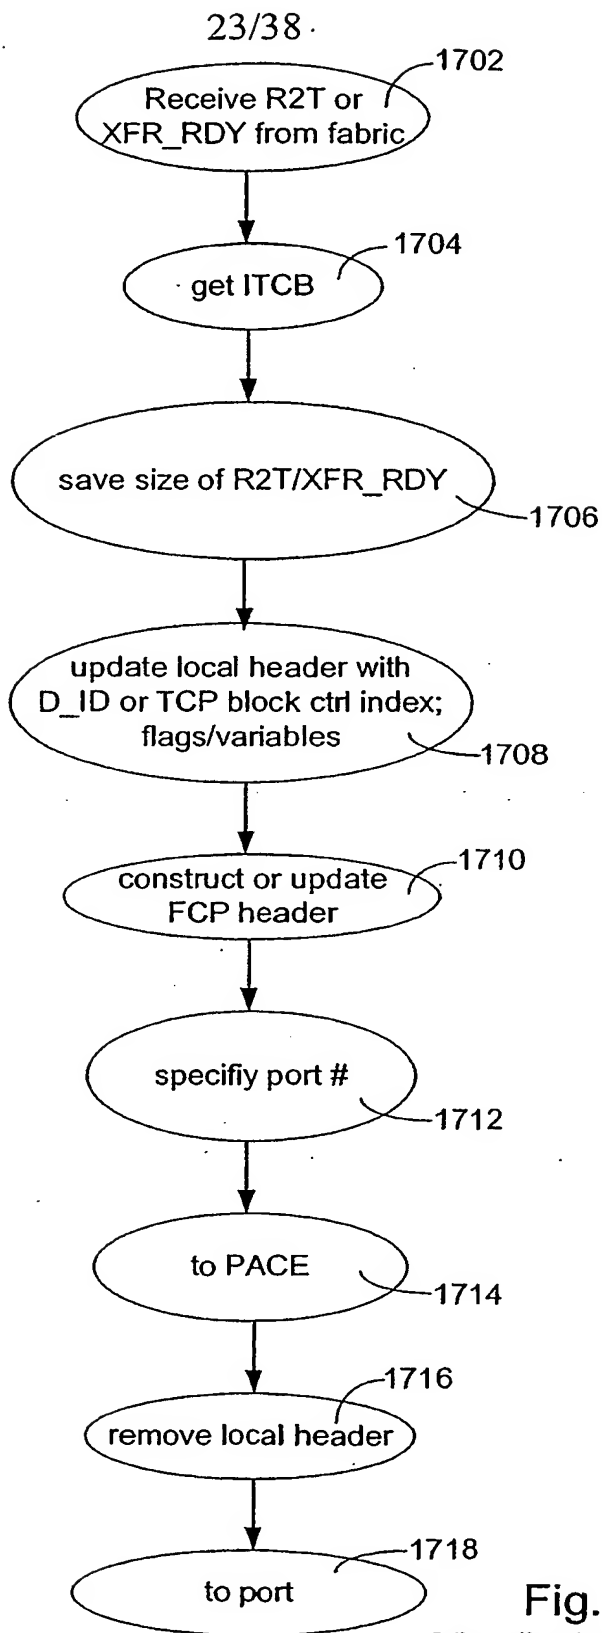 23/38
1702
Receive R2T or
XFR_RDY from fabric
1704
get ITCB
save size of R2T/XFR_RDY
1706
update local header with
D_ID or TCP block ctrl index;
flags/variables
1708
1710
construct or update
FCP header
specifiy port #
1712
to PACE
1714
1716
remove local header
1718
to port
Fig.